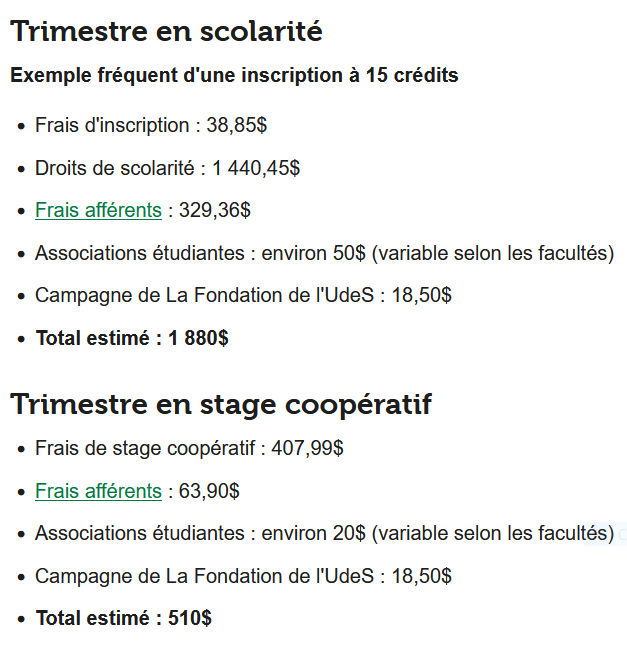 Trimestre en scolarité
Exemple fréquent d'une inscription à 15 crédits
• Frais d'inscription : 38,85$
• Droits de scolarité : 1 440,45$
• Frais afférents : 329,36$
• Associations étudiantes : environ 50$ (variable selon les facultés)
• Campagne de La Fondation de l'UdeS : 18,50$
• Total estimé : 1 880$
Trimestre en stage coopératif
• Frais de stage coopératif : 407,99$
• Frais afférents : 63,90$
• Associations étudiantes : environ 20$ (variable selon les facultés)
• Campagne de La Fondation de l'UdeS : 18,50$
• Total estimé : 510$